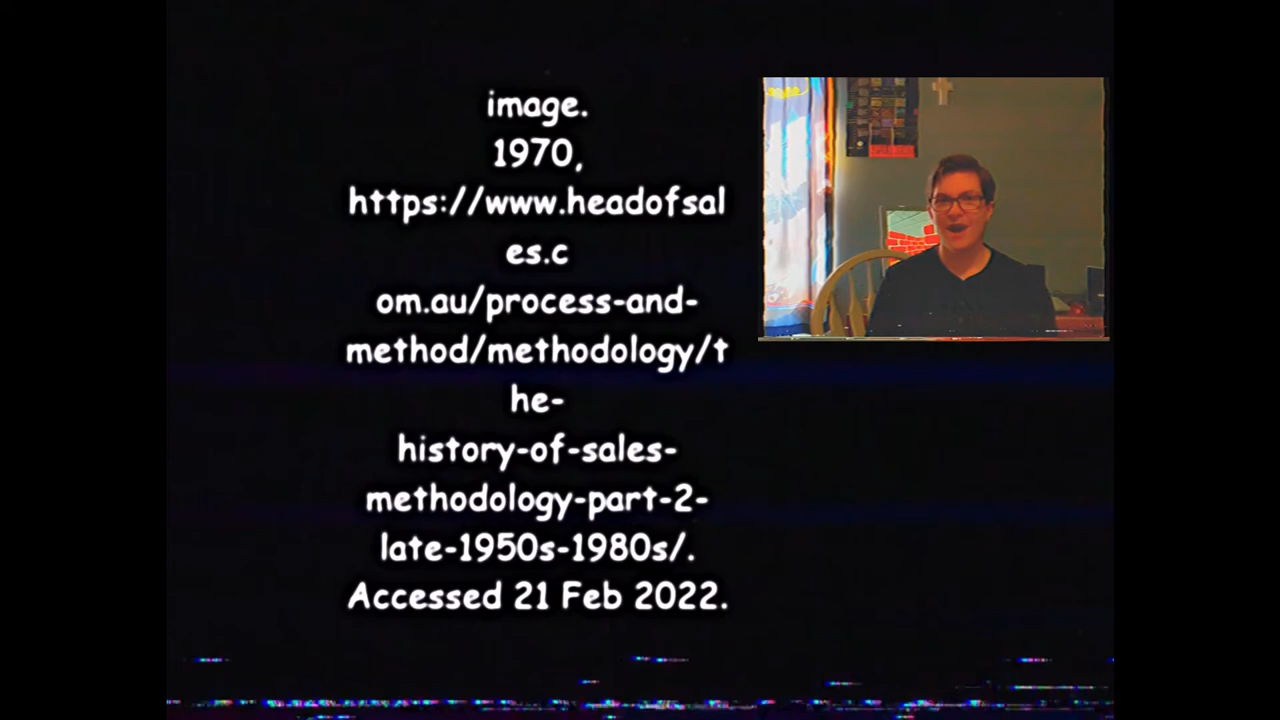 image.
1970,
https://www.headofsal
es.c
om.au/process-and-
method/methodology/t
he-
history-of-sales-
methodology-part-2-
late-1950s-1980s/.
Accessed 21 Feb 2022.